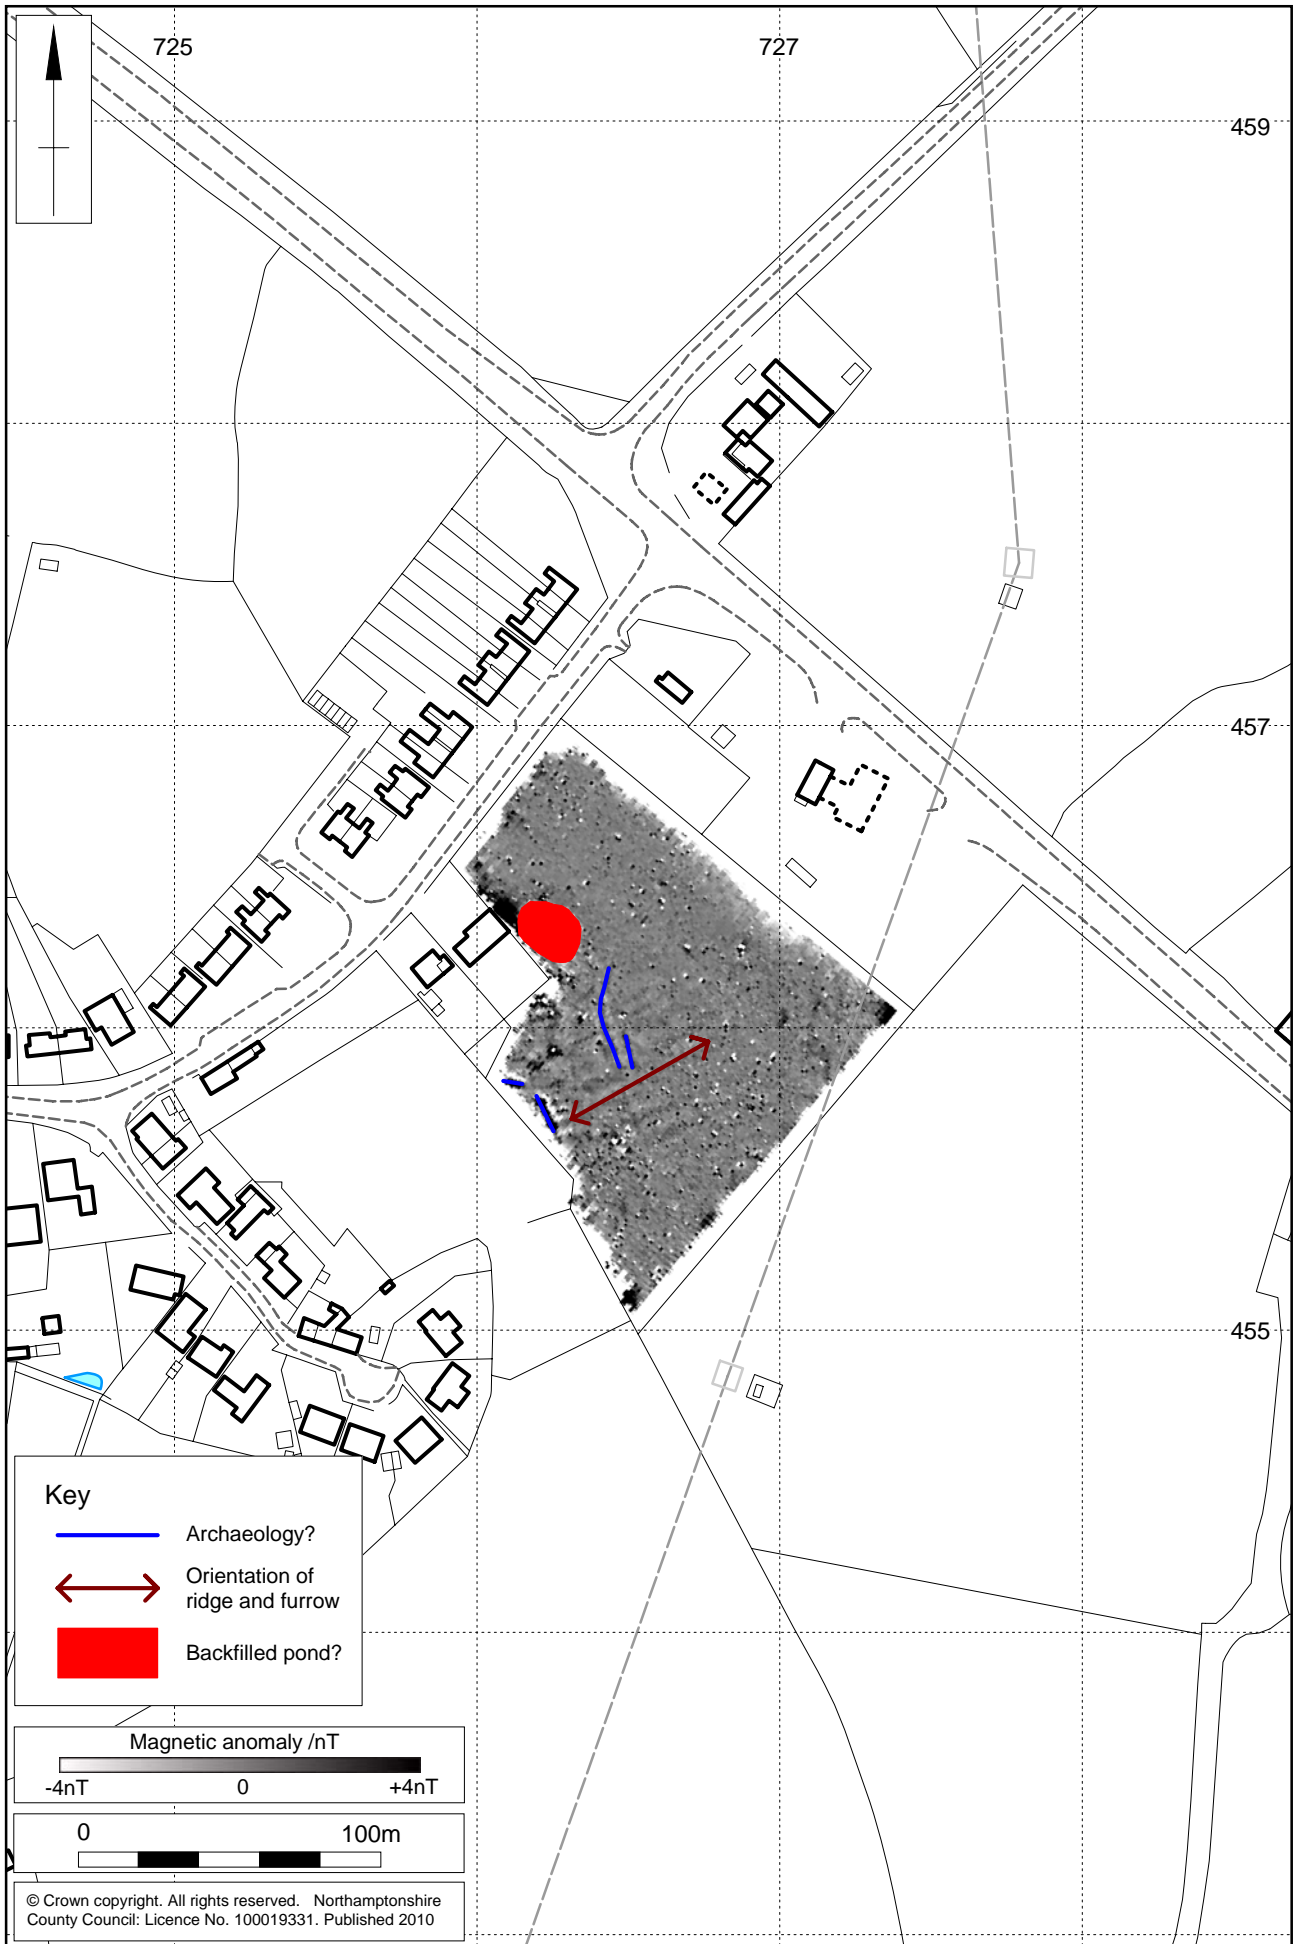 725
727
459
457
455
Key
Archaeology?
Orientation of
ridge and furrow
Backfilled pond?
Magnetic anomaly /nT
-4nT 0 +4nT
0 100m
© Crown copyright. All rights reserved. Northamptonshire
County Council: Licence No. 100019331. Published 2010